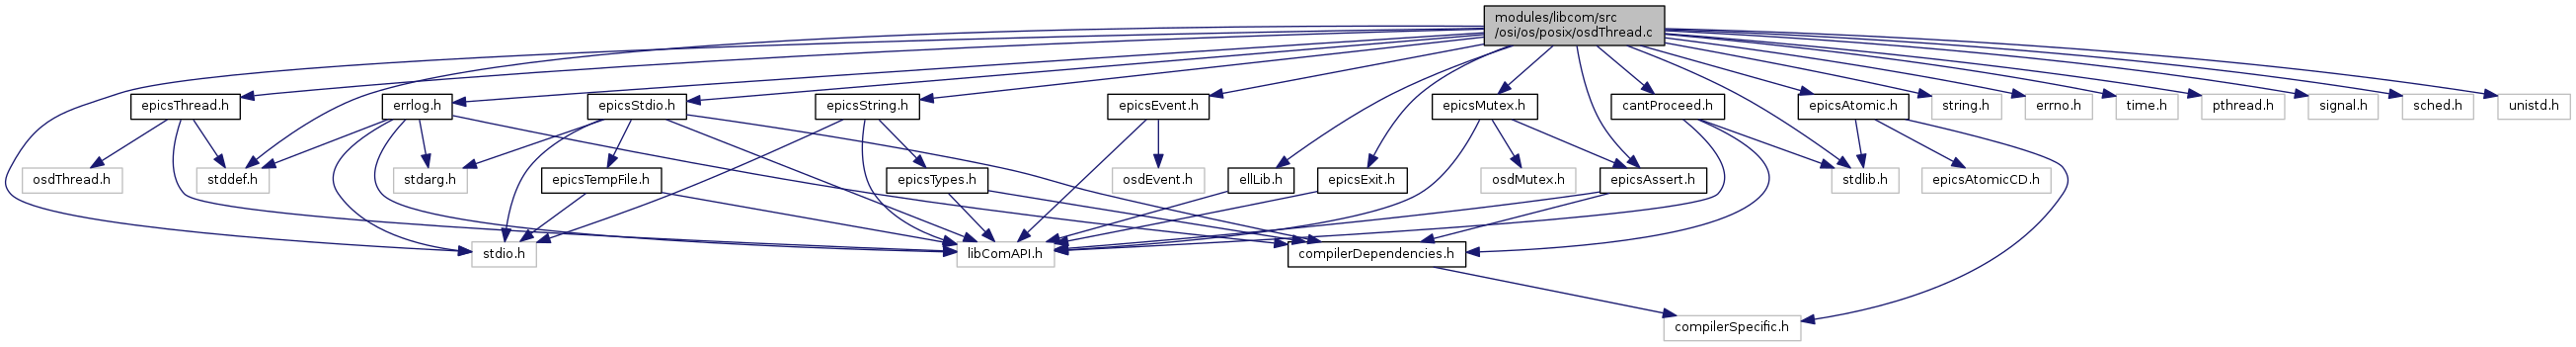 modules/libcom/src
/osi/os/posix/osdThread.c
epicsThread.h
errlog.h
epicsStdio.h
epicsString.h
epicsEvent.h
epicsMutex.h
cantProceed.h
epicsAtomic.h
string.h
errno.h
time.h
pthread.h
signal.h
sched.h
unistd.h
osdThread.h
stddef.h
stdarg.h
epicsTempFile.h
epicsTypes.h
osdEvent.h
ellLib.h
epicsExit.h
osdMutex.h
epicsAssert.h
stdlib.h
epicsAtomicCD.h
stdio.h
libComAPI.h
compilerDependencies.h
compilerSpecific.h